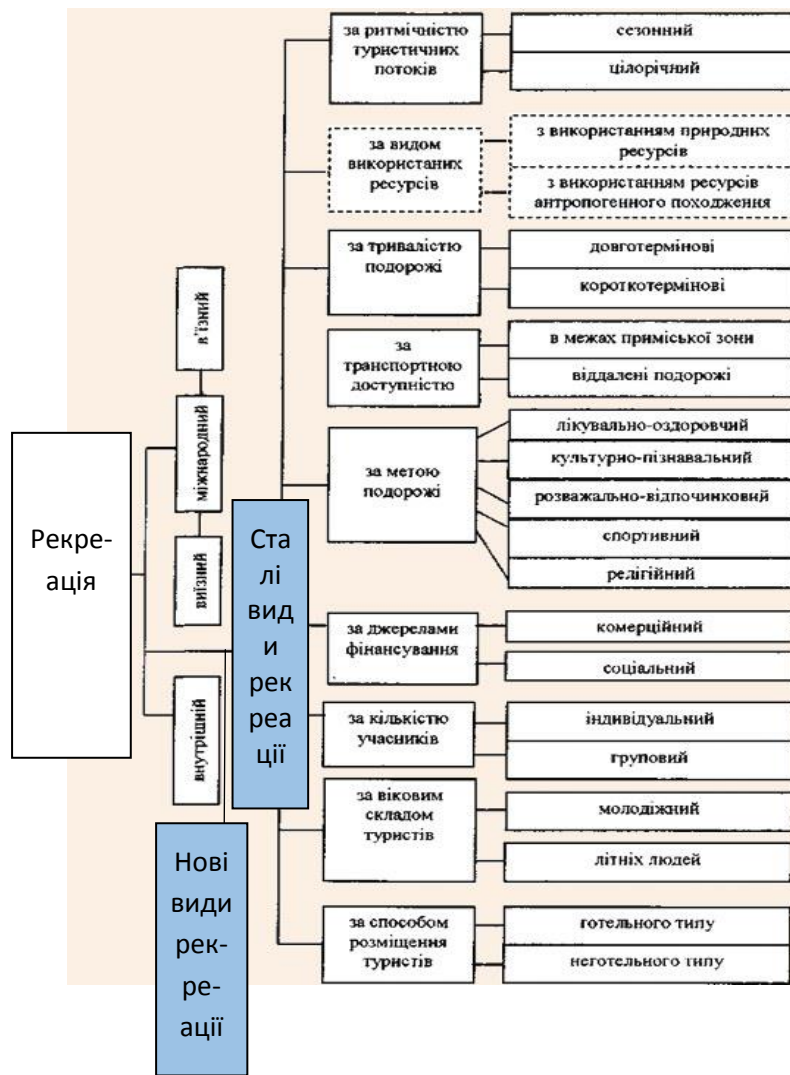 Рекре-
ація
в'їзний
міжнародний
виїзний
внутрішній
Ста
лі
вид
и
рек
реа
ції
Нові
види
рек-
ре-
ації
за ритмічністю
туристичних
потоків
сезонний
цілорічний
за видом
використаних
ресурсів
з використанням природних
ресурсів
з використанням ресурсів
антропогенного походження
за тривалістю
подорожі
довготермінові
короткотермінові
за
транспортною
доступністю
в межах приміської зони
віддалені подорожі
за метою
подорожі
лікувально-оздоровчий
культурно-пізнавальний
розважально-відпочинковий
спортивний
релігійний
за джерелами
фінансування
комерційний
соціальний
за кількістю
учасників
індивідуальний
груповий
за віковим
складом
туристів
молодіжний
літніх людей
за способом
розміщення
туристів
готельного типу
неготельного типу